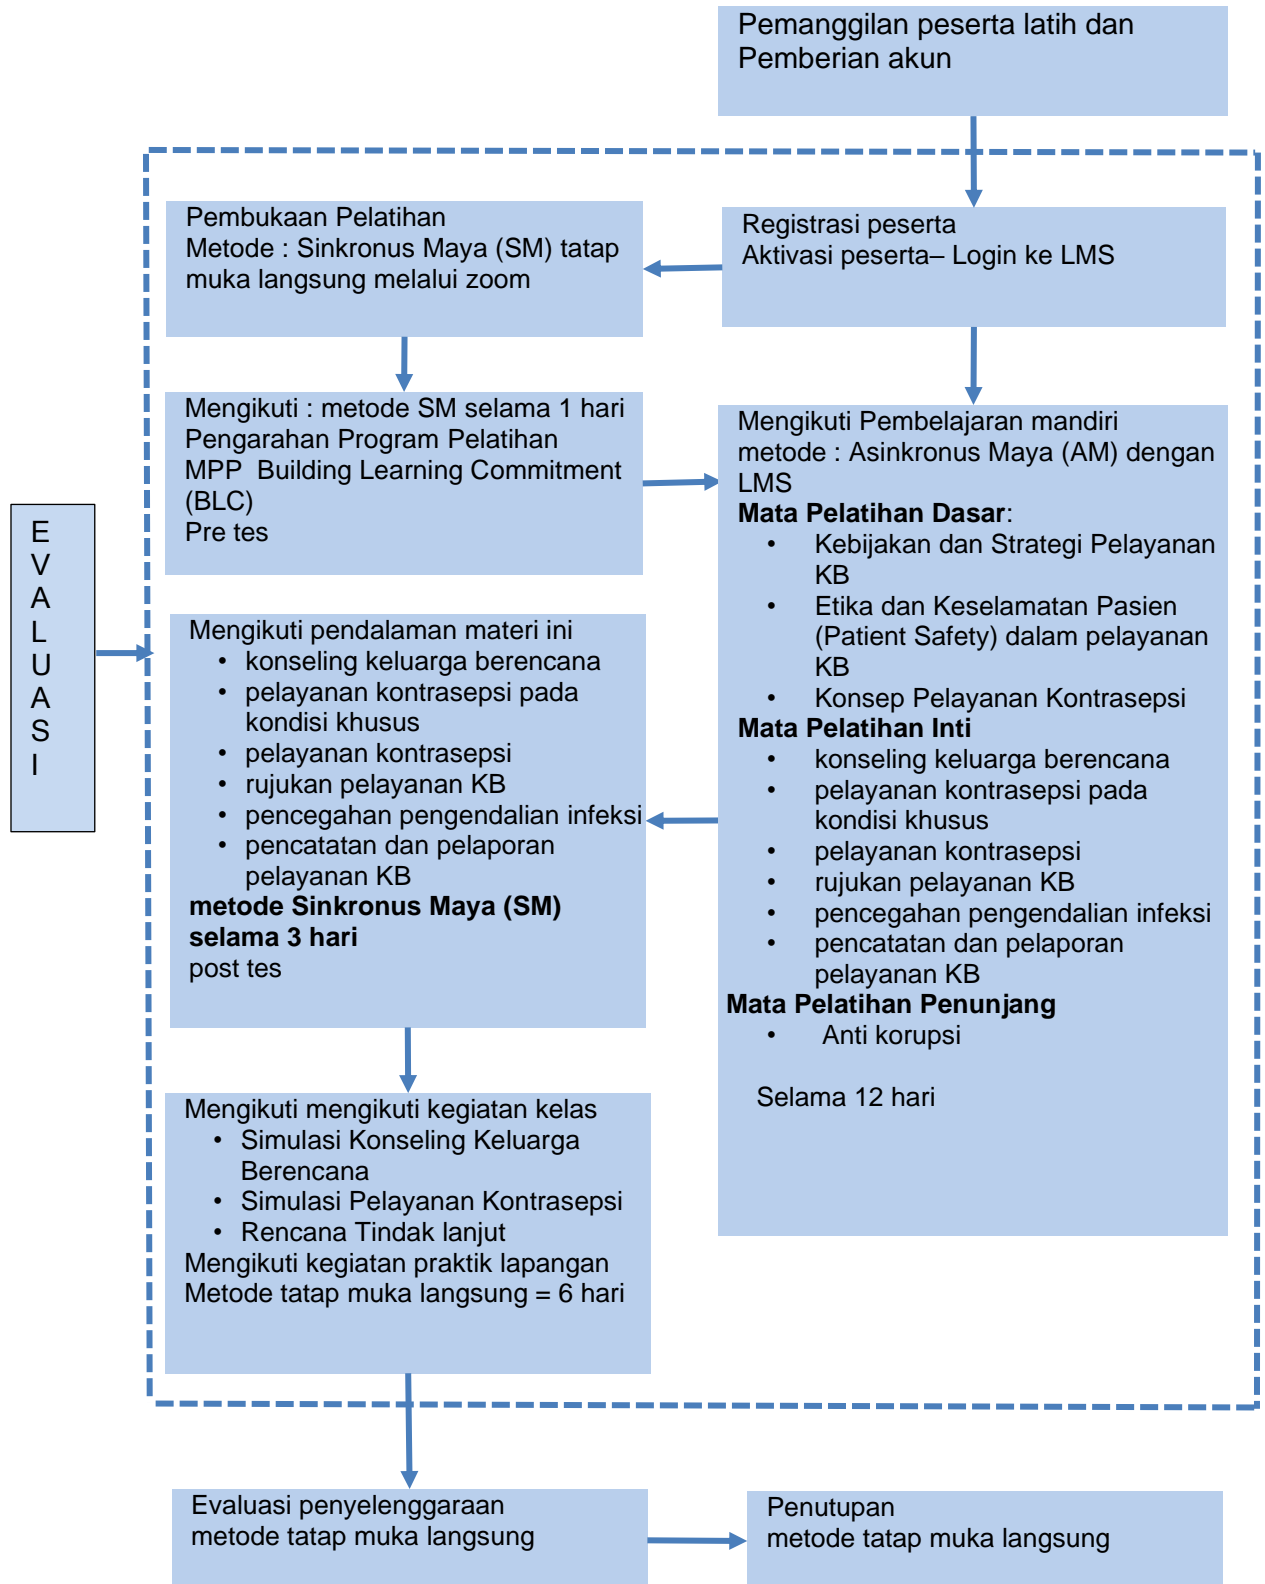 Pemanggilan peserta latih dan
Pemberian akun
Registrasi peserta
Aktivasi peserta– Login ke LMS
Pembukaan Pelatihan
Metode : Sinkronus Maya (SM) tatap
muka langsung melalui zoom
Mengikuti : metode SM selama 1 hari
Pengarahan Program Pelatihan
MPP Building Learning Commitment
(BLC)
Pre tes
Mengikuti Pembelajaran mandiri
metode : Asinkronus Maya (AM) dengan
LMS
Mata Pelatihan Dasar:
• Kebijakan dan Strategi Pelayanan
KB
• Etika dan Keselamatan Pasien
(Patient Safety) dalam pelayanan
KB
• Konsep Pelayanan Kontrasepsi
Mata Pelatihan Inti
• konseling keluarga berencana
• pelayanan kontrasepsi pada
kondisi khusus
• pelayanan kontrasepsi
• rujukan pelayanan KB
• pencegahan pengendalian infeksi
• pencatatan dan pelaporan
pelayanan KB
Mata Pelatihan Penunjang
• Anti korupsi
Selama 12 hari
E
V
A
L
U
A
S
I
Mengikuti pendalaman materi ini
• konseling keluarga berencana
• pelayanan kontrasepsi pada
kondisi khusus
• pelayanan kontrasepsi
• rujukan pelayanan KB
• pencegahan pengendalian infeksi
• pencatatan dan pelaporan
pelayanan KB
metode Sinkronus Maya (SM)
selama 3 hari
post tes
Mengikuti mengikuti kegiatan kelas
• Simulasi Konseling Keluarga
Berencana
• Simulasi Pelayanan Kontrasepsi
• Rencana Tindak lanjut
Mengikuti kegiatan praktik lapangan
Metode tatap muka langsung = 6 hari
Evaluasi penyelenggaraan
metode tatap muka langsung
Penutupan
metode tatap muka langsung